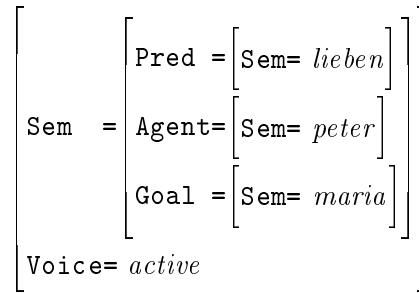 Pred =[Sem= lieben]
Sem =[Agent=[Sem= peter]
Goal =[Sem= maria]]
Voice= active